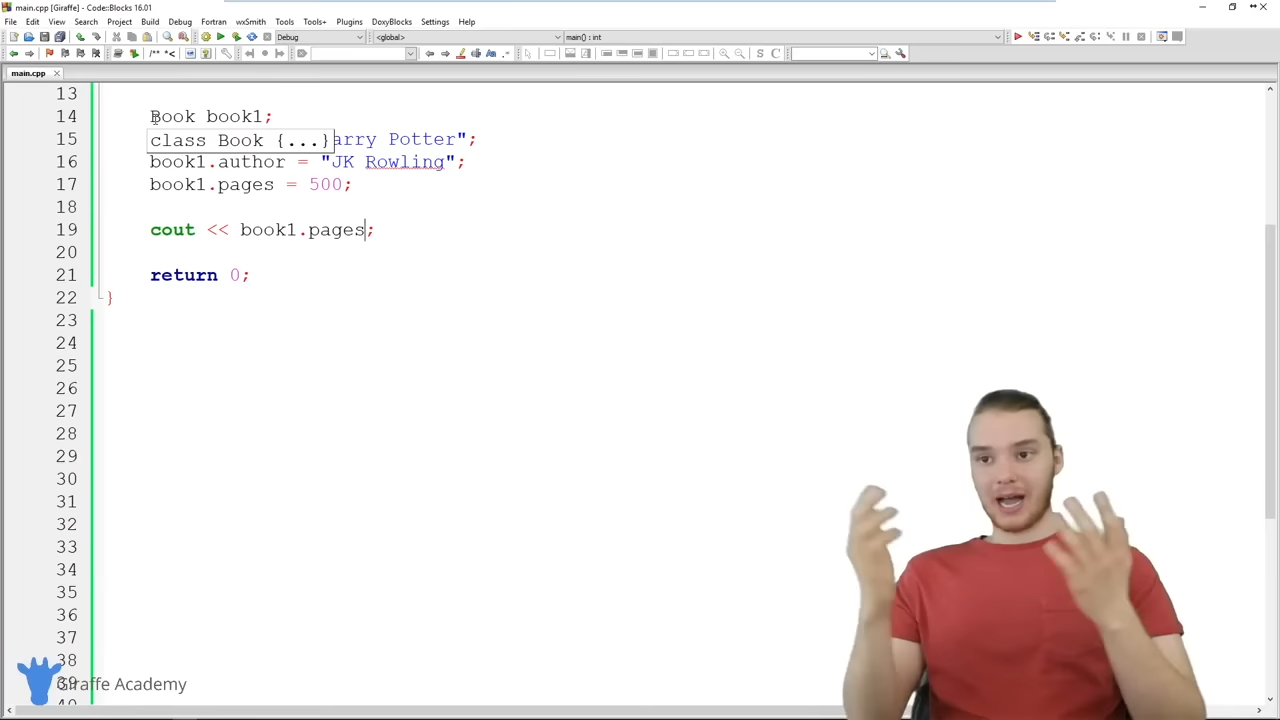 main.cpp [Giraffe] - Code::Blocks 16.01
File Edit View Search Project Build Debug Fortran wxSmith Tools Tools+ Plugins DoxyBlocks Settings Help
Debug <global> main() : int
/** *<
S C
main.cpp
13
14 Book book1;
15 class Book {...} arry Potter";
16 book1.author = "JK Rowling";
17 book1.pages = 500;
18
19 cout << book1.pages;
20
21 return 0;
22 }
23
24
25
26
27
28
29
30
31
32
33
34
35
36
37
38
39
Giraffe Academy